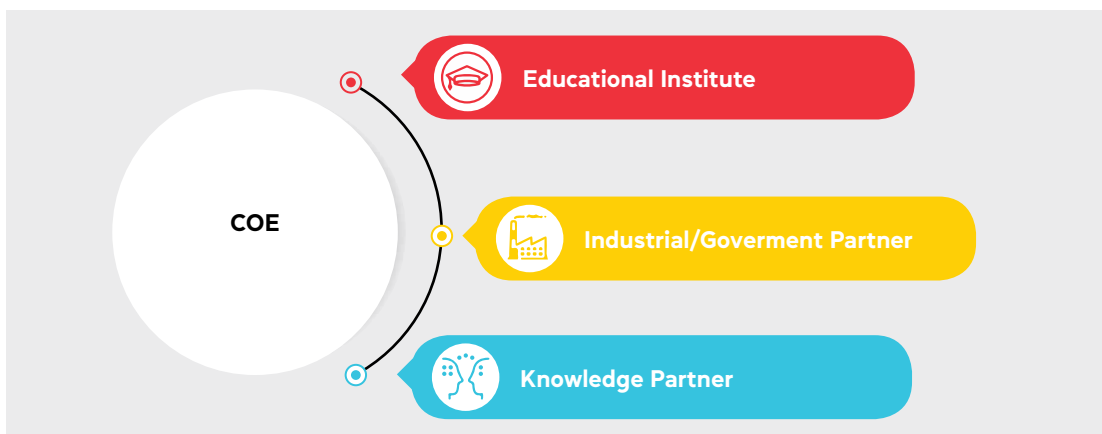 Educational Institute
COE
Industrial/Goverment Partner
Knowledge Partner